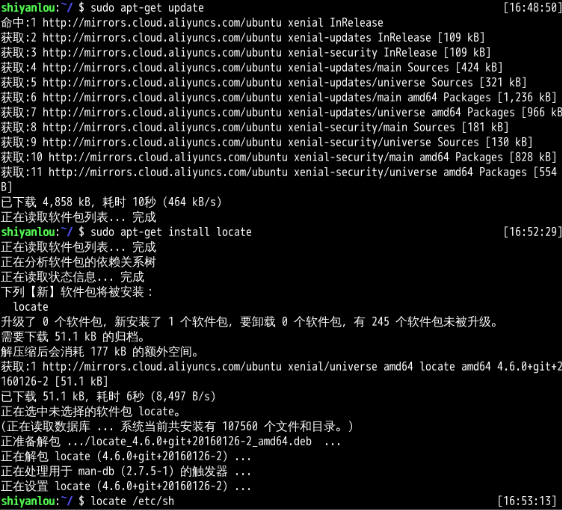 shiyanlou:~/ $ sudo apt-get update [16:48:50]
命中:1 http://mirrors.cloud.aliyuncs.com/ubuntu xenial InRelease
获取:2 http://mirrors.cloud.aliyuncs.com/ubuntu xenial-updates InRelease [109 kB]
获取:3 http://mirrors.cloud.aliyuncs.com/ubuntu xenial-security InRelease [109 kB]
获取:4 http://mirrors.cloud.aliyuncs.com/ubuntu xenial-updates/main Sources [424 kB]
获取:5 http://mirrors.cloud.aliyuncs.com/ubuntu xenial-updates/universe Sources [321 kB]
获取:6 http://mirrors.cloud.aliyuncs.com/ubuntu xenial-updates/main amd64 Packages [1,236 kB]
获取:7 http://mirrors.cloud.aliyuncs.com/ubuntu xenial-updates/universe amd64 Packages [966 kB
获取:8 http://mirrors.cloud.aliyuncs.com/ubuntu xenial-security/main Sources [181 kB]
获取:9 http://mirrors.cloud.aliyuncs.com/ubuntu xenial-security/universe Sources [130 kB]
获取:10 http://mirrors.cloud.aliyuncs.com/ubuntu xenial-security/main amd64 Packages [828 kB]
获取:11 http://mirrors.cloud.aliyuncs.com/ubuntu xenial-security/universe amd64 Packages [554
B]
已下载 4,858 kB, 耗时 10秒 (464 kB/s)
正在读取软件包列表... 完成
shiyanlou:~/ $ sudo apt-get install locate [16:52:29]
正在读取软件包列表... 完成
正在分析软件包的依赖关系树
正在读取状态信息... 完成
下列【新】软件包将被安装：
locate
升级了 0 个软件包, 新安装了 1 个软件包, 要卸载 0 个软件包, 有 245 个软件包未被升级。
需要下载 51.1 kB 的归档。
解压缩后会消耗 177 kB 的额外空间。
获取:1 http://mirrors.cloud.aliyuncs.com/ubuntu xenial/universe amd64 locate amd64 4.6.0+git+2
160126-2 [51.1 kB]
已下载 51.1 kB, 耗时 6秒 (8,497 B/s)
正在选中未选择的软件包 locate。
(正在读取数据库 ... 系统当前共安装有 107560 个文件和目录。)
正准备解包 .../locate_4.6.0+git+20160126-2_amd64.deb ...
正在解包 locate (4.6.0+git+20160126-2) ...
正在处理用于 man-db (2.7.5-1) 的触发器 ...
正在设置 locate (4.6.0+git+20160126-2) ...
shiyanlou:~/ $ locate /etc/sh [16:53:13]